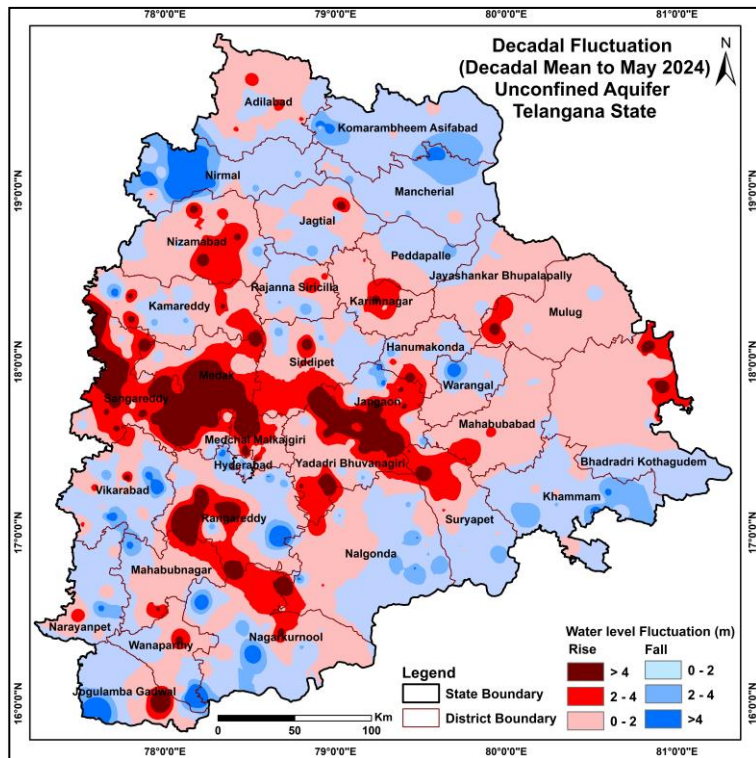 78°0'0"E 79°0'0"E 80°0'0"E 81°0'0"E
Decadal Fluctuation
(Decadal Mean to May 2024)
Unconfined Aquifer
Telangana State
N
19°0'0"N 19°0'0"N
18°0'0"N 18°0'0"N
17°0'0"N 17°0'0"N
16°0'0"N 16°0'0"N
Adilabad
Komarambheem Asifabad
Nirmal
Mancherial
Jagtial
Nizamabad
Peddapalle
Jayashankar Bhupalapally
Rajanna Siricilla
Kamareddy
Karimnagar
Mulug
Hanumakonda
Siddipet
Medak
Warangal
Sangareddy
Jangaon
Mahabubabad
Medchal Malkajgiri
Hyderabad
Yadadri Bhuvanagiri
Bhadradri Kothagudem
Vikarabad
Khammam
Rangareddy
Suryapet
Nalgonda
Mahabubnagar
Narayanpet
Nagarkurnool
Wanaparthy
Jogulamba Gadwal
Legend
State Boundary
District Boundary
Km
0 50 100
Water level Fluctuation (m)
Rise Fall
> 4 0 - 2
2 - 4 2 - 4
0 - 2 >4
78°0'0"E 79°0'0"E 80°0'0"E 81°0'0"E